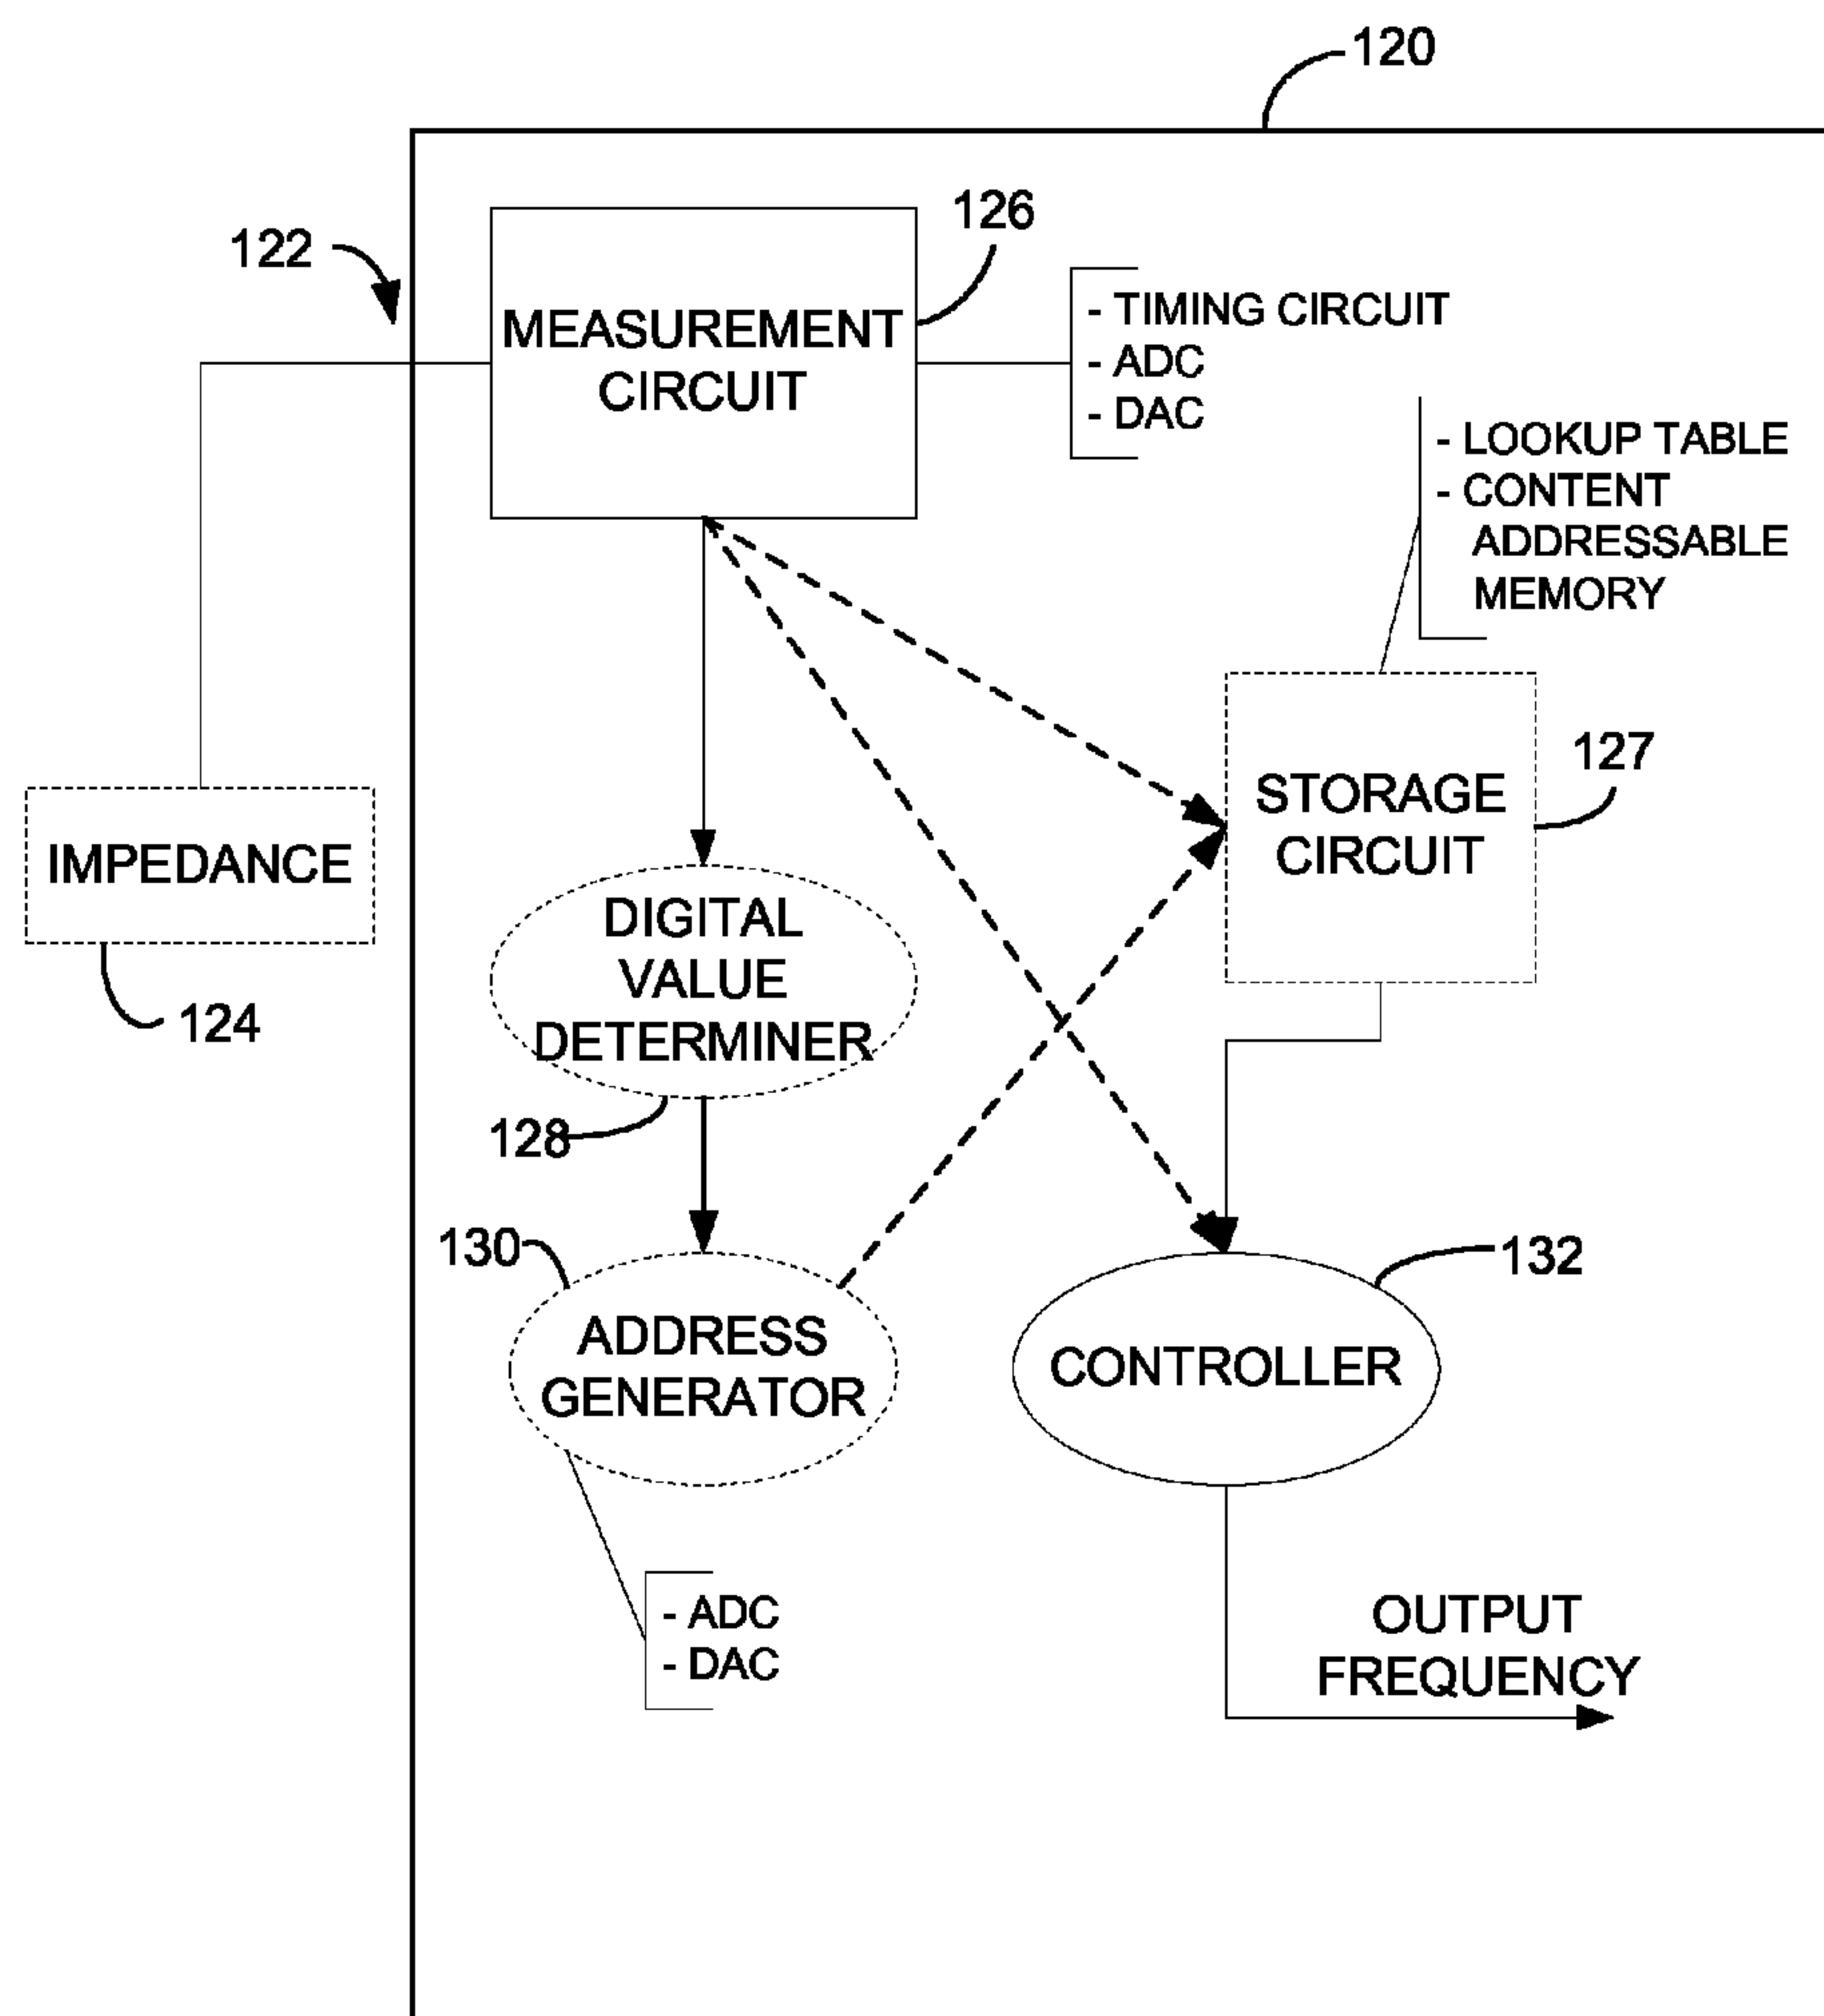 120
126
122
MEASUREMENT
CIRCUIT
- TIMING CIRCUIT
- ADC
- DAC
- LOOKUP TABLE
- CONTENT
ADDRESSABLE
MEMORY
127
STORAGE
CIRCUIT
IMPEDANCE
124
DIGITAL
VALUE
DETERMINER
128
130
132
ADDRESS
GENERATOR
CONTROLLER
- ADC
- DAC
OUTPUT
FREQUENCY